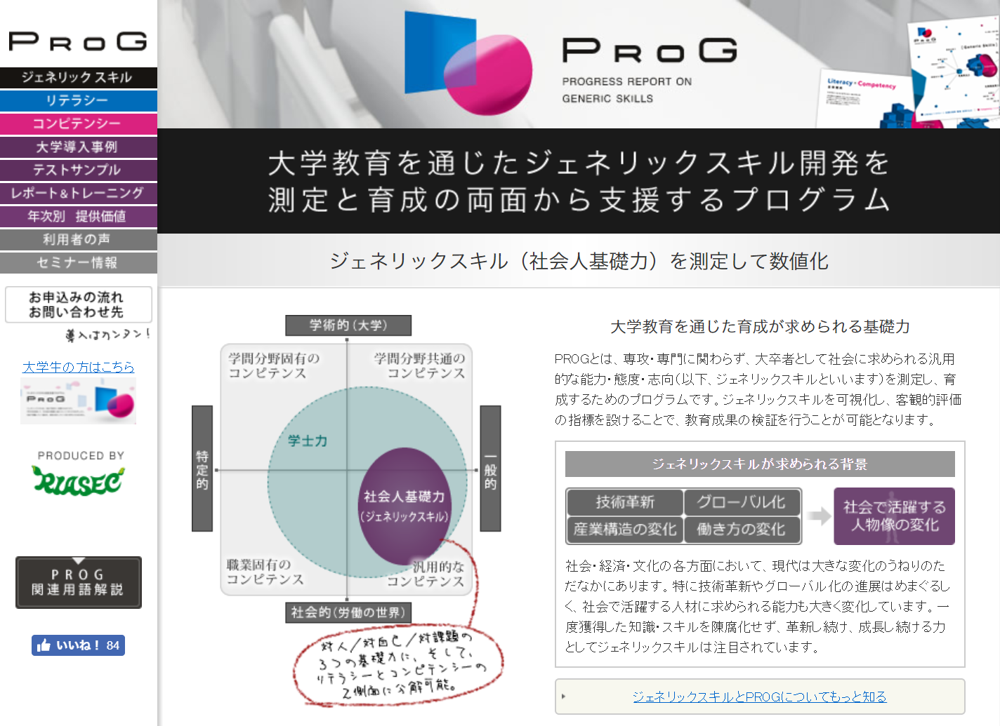 PROG
ジェネリック スキル
リテラシー
コンピテンシー
大学導入事例
テストサンプル
レポート&トレーニング
年次別 提供価値
利用者の声
セミナー情報
お申込みの流れ
お問い合わせ先
導入はカンタン!
大学生の方はこちら
PROG
PRODUCED BY
RIASEC
PROG
関連用語解説
いいね! 84
PROG
PROGRESS REPORT ON
GENERIC SKILLS
Literacy・Competency
PROG
[Generic Skills]
大学教育を通じたジェネリックスキル開発を
測定と育成の両面から支援するプログラム
ジェネリックスキル（社会人基礎力）を測定して数値化
学術的（大学）
学問分野固有の
コンピテンス
学問分野共通の
コンピテンス
学士力
特定的
一般的
社会人基礎力
（ジェネリックスキル）
職業固有の
コンピテンス
汎用的な
コンピテンス
社会的（労働の世界）
対人/対自己/対課題の
3つの基礎力に、そして、
リテラシーとコンピテンシーの
2側面に分解可能。
大学教育を通じた育成が求められる基礎力
PROGとは、専攻・専門に関わらず、大卒者として社会に求められる汎用
的な能力・態度・志向（以下、ジェネリックスキルといいます）を測定し、育
成するためのプログラムです。ジェネリックスキルを可視化し、客観的評価
の指標を設けることで、教育成果の検証を行うことが可能となります。
ジェネリックスキルが求められる背景
技術革新
グローバル化
産業構造の変化
働き方の変化
社会で活躍する
人物像の変化
社会・経済・文化の各方面において、現代は大きな変化のうねりのた
だなかにあります。特に技術革新やグローバル化の進展はめまぐるし
く、社会で活躍する人材に求められる能力も大きく変化しています。一
度獲得した知識・スキルを陳腐化せず、革新し続け、成長し続ける力
としてジェネリックスキルは注目されています。
ジェネリックスキルとPROGについてもっと知る